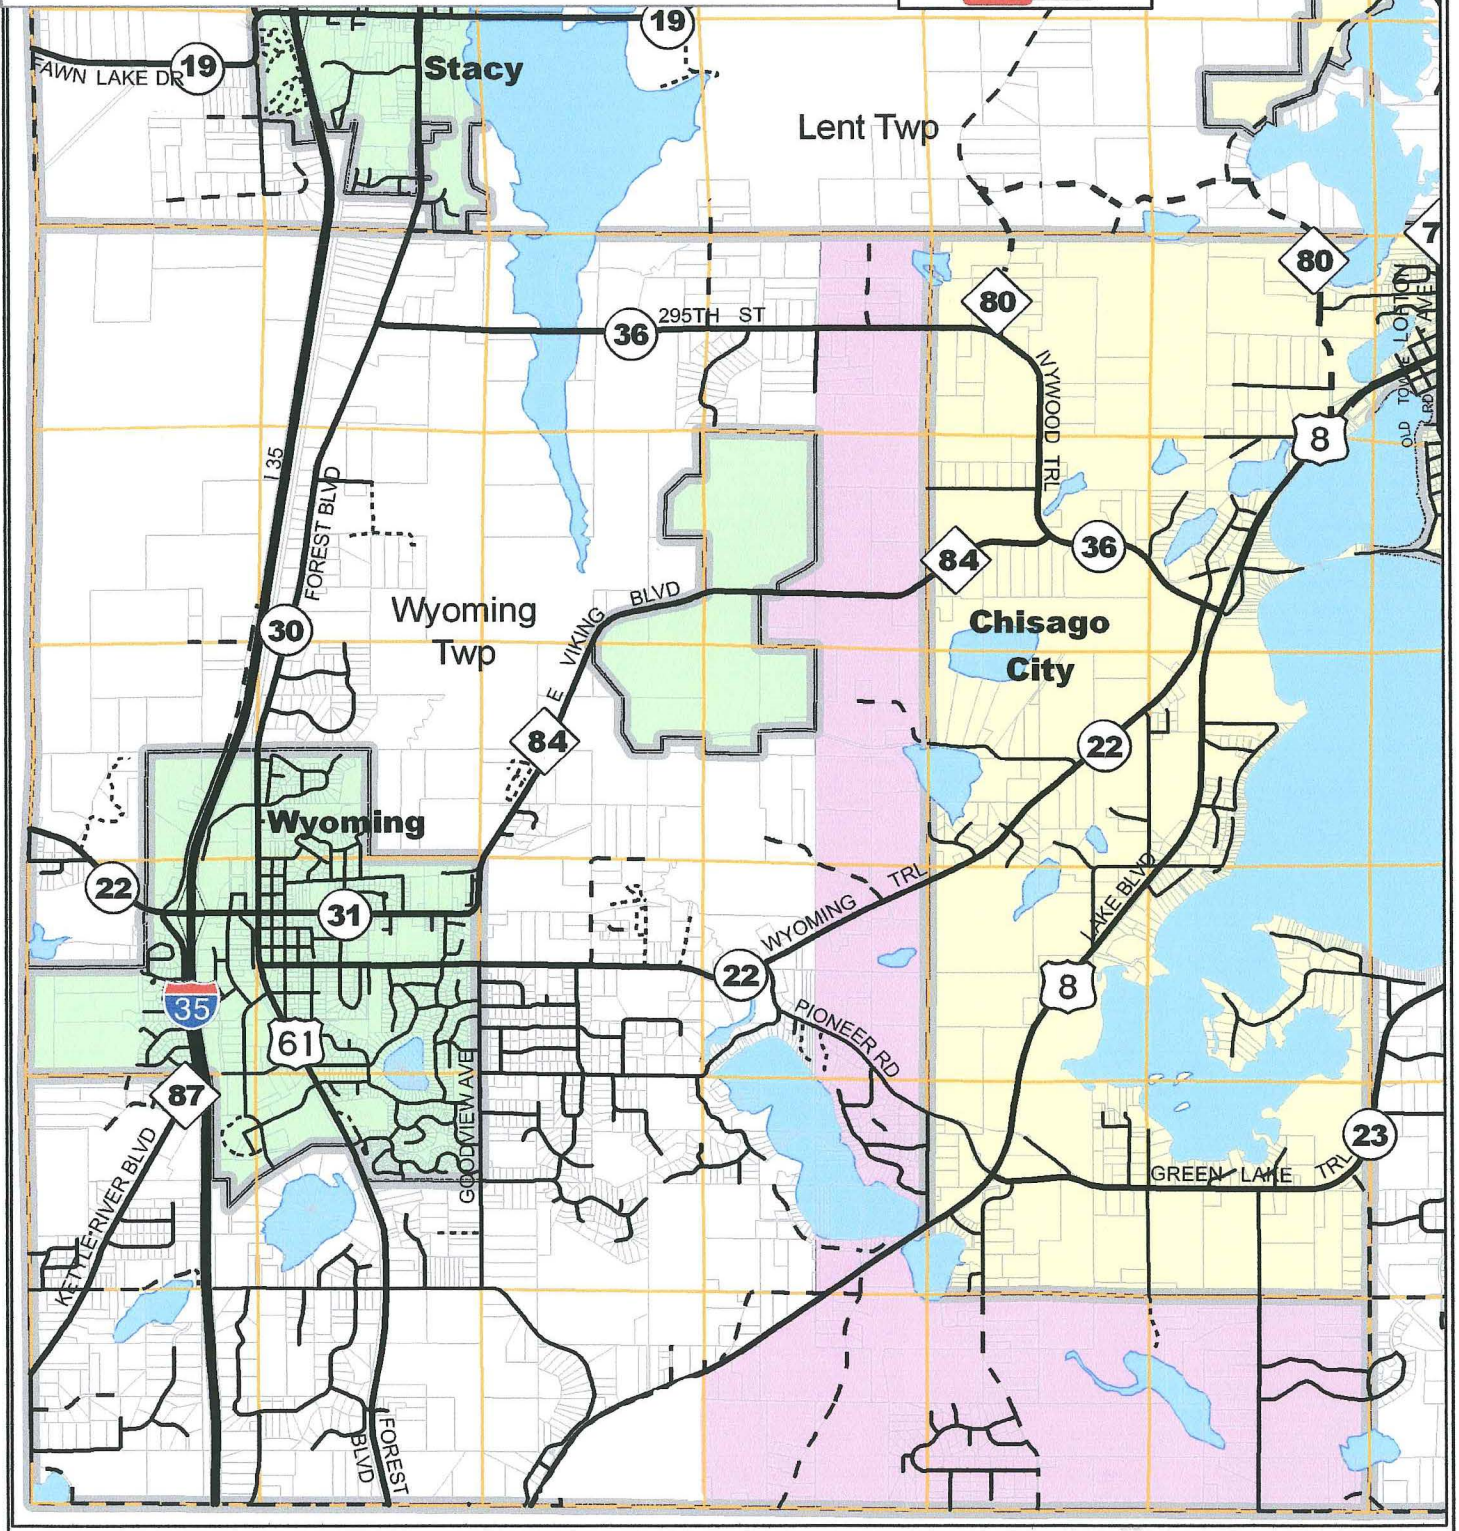 19
19
FAWN LAKE DR
Stacy
Lent Twp
7
80
80
36
295TH ST
IVYWOOD TRL
OLD TOWNE RD
LOFTON AVE
8
I 35
FOREST BLVD
84
36
30
Wyoming
Twp
E VIKING BLVD
Chisago
City
84
22
Wyoming
22
31
WYOMING TRL
LAKE BLVD
22
35
8
61
PIONEER RD
87
GOODVIEW AVE
23
KETTLE RIVER BLVD
GREEN LAKE TRL
FOREST
BLVD